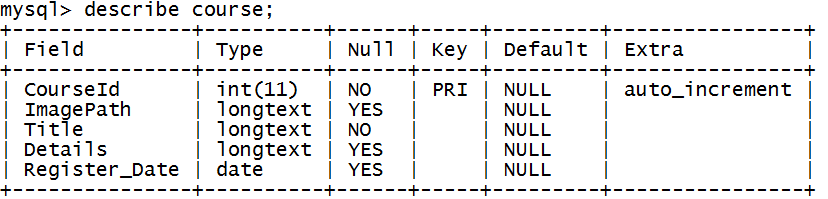 mysql> describe course;
+---------------+----------+------+-----+---------+----------------+
| Field         | Type     | Null | Key | Default | Extra          |
+---------------+----------+------+-----+---------+----------------+
| CourseId      | int(11)  | NO   | PRI | NULL    | auto_increment |
| ImagePath     | longtext | YES  |     | NULL    |                |
| Title         | longtext | NO   |     | NULL    |                |
| Details       | longtext | YES  |     | NULL    |                |
| Register_Date | date     | YES  |     | NULL    |                |
+---------------+----------+------+-----+---------+----------------+